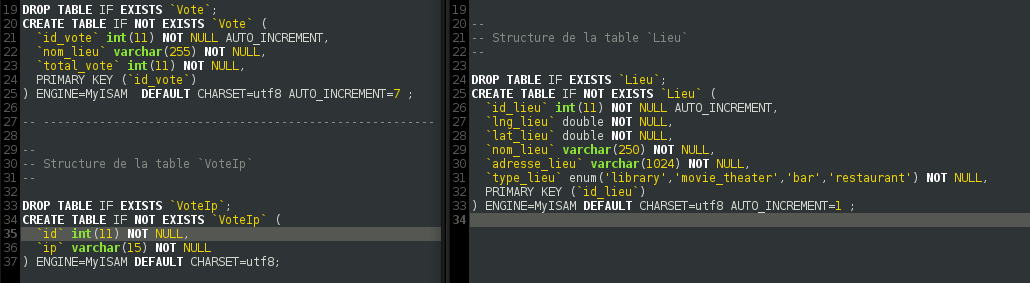 19 DROP TABLE IF EXISTS `Vote`;
20 CREATE TABLE IF NOT EXISTS `Vote` (
21 `id_vote` int(11) NOT NULL AUTO_INCREMENT,
22 `nom_lieu` varchar(255) NOT NULL,
23 `total_vote` int(11) NOT NULL,
24 PRIMARY KEY (`id_vote`)
25 ) ENGINE=MyISAM  DEFAULT CHARSET=utf8 AUTO_INCREMENT=7 ;
26
27 -- --------------------------------------------------------
28
29 --
30 -- Structure de la table `VoteIp`
31 --
32
33 DROP TABLE IF EXISTS `VoteIp`;
34 CREATE TABLE IF NOT EXISTS `VoteIp` (
35 `id` int(11) NOT NULL,
36 `ip` varchar(15) NOT NULL
37 ) ENGINE=MyISAM DEFAULT CHARSET=utf8;
19
20 --
21 -- Structure de la table `Lieu`
22 --
23
24 DROP TABLE IF EXISTS `Lieu`;
25 CREATE TABLE IF NOT EXISTS `Lieu` (
26 `id_lieu` int(11) NOT NULL AUTO_INCREMENT,
27 `lng_lieu` double NOT NULL,
28 `lat_lieu` double NOT NULL,
29 `nom_lieu` varchar(250) NOT NULL,
30 `adresse_lieu` varchar(1024) NOT NULL,
31 `type_lieu` enum('library','movie_theater','bar','restaurant') NOT NULL,
32 PRIMARY KEY (`id_lieu`)
33 ) ENGINE=MyISAM DEFAULT CHARSET=utf8 AUTO_INCREMENT=1 ;
34